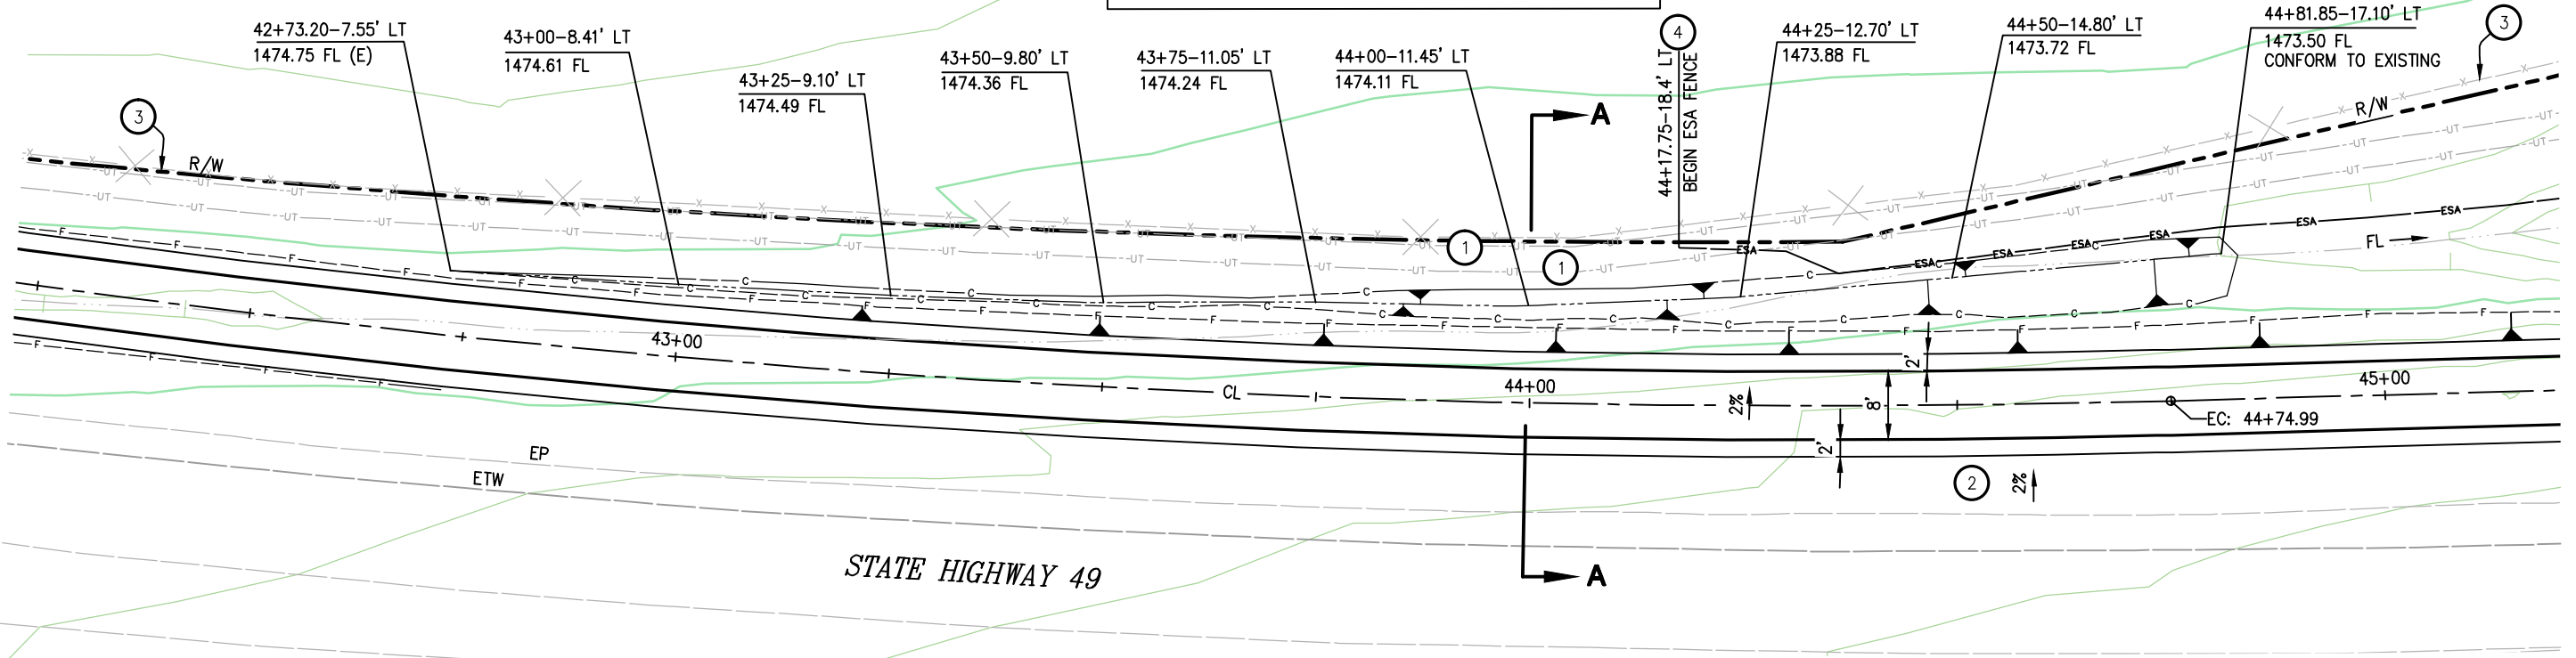 42+73.20-7.55' LT
1474.75 FL (E)
43+00-8.41' LT
1474.61 FL
43+25-9.10' LT
1474.49 FL
43+50-9.80' LT
1474.36 FL
43+75-11.05' LT
1474.24 FL
44+00-11.45' LT
1474.11 FL
4
44+17.75-18.4' LT
BEGIN ESA FENCE
44+25-12.70' LT
1473.88 FL
44+50-14.80' LT
1473.72 FL
44+81.85-17.10' LT
1473.50 FL
CONFORM TO EXISTING
3
3
R/W
R/W
A
1
1
ESA
ESA
ESA
ESA
ESA
ESA
ESA
FL
43+00
CL
44+00
45+00
2%
8'
2'
2'
EC: 44+74.99
EP
ETW
2
2%
STATE HIGHWAY 49
A